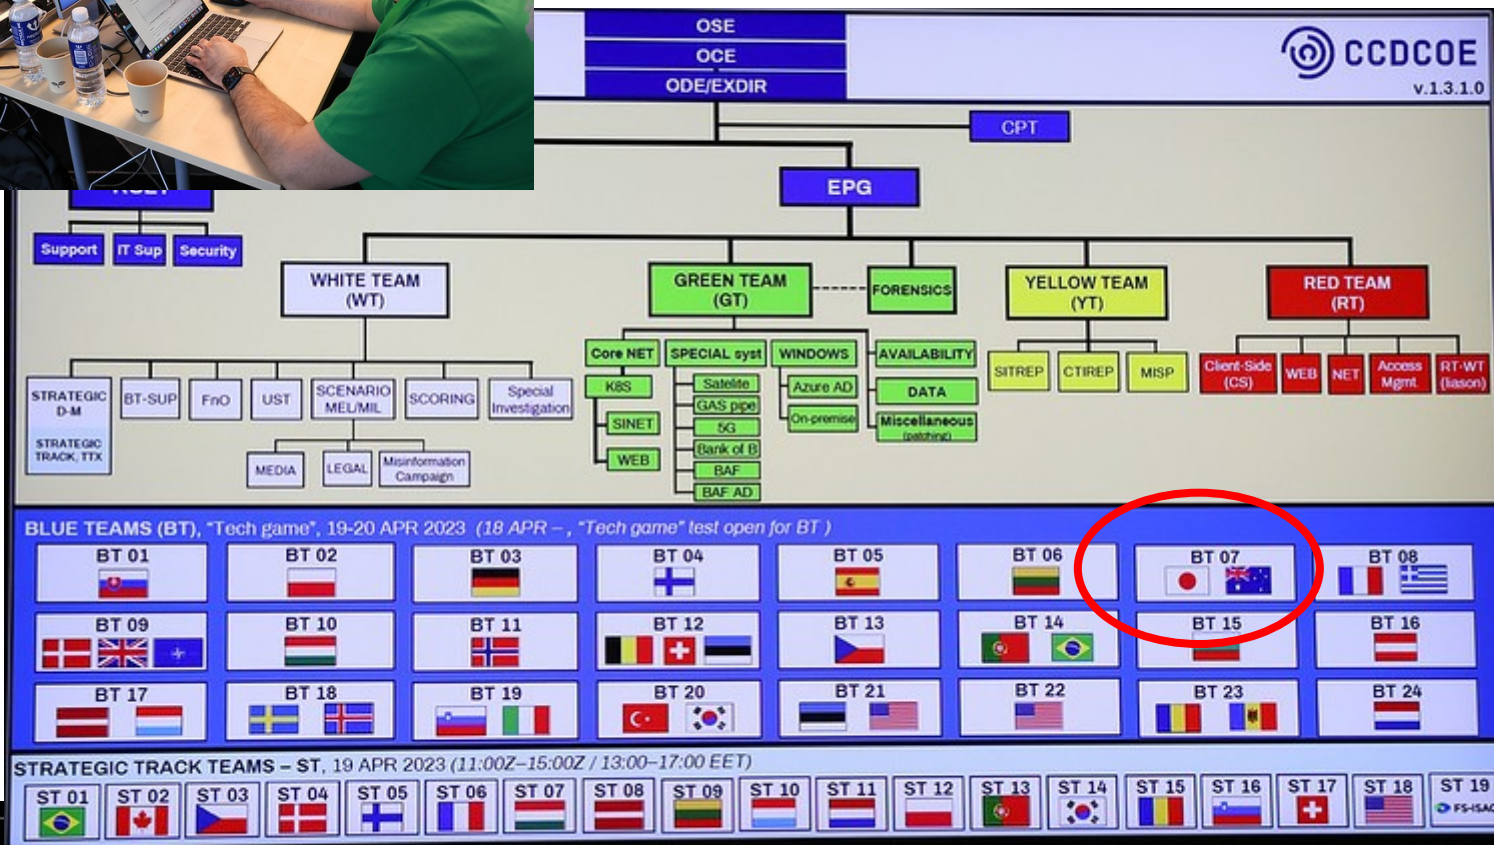 OSE
OCE
ODE/EXDIR
CCDCOE
v.1.3.1.0
CPT
EPG
Support
IT Sup
Security
WHITE TEAM
(WT)
GREEN TEAM
(GT)
FORENSICS
YELLOW TEAM
(YT)
RED TEAM
(RT)
STRATEGIC
D-M
STRATEGIC
TRACK, TTX
BT-SUP
FnO
UST
SCENARIO
MEL/MIL
SCORING
Special
Investigation
MEDIA
LEGAL
Misinformation
Campaign
Core NET
K8S
SINET
WEB
SPECIAL syst
Satelite
GAS pipe
5G
Bank of B
BAF
BAF AD
WINDOWS
Azure AD
On-premise
AVAILABILITY
DATA
Miscellaneous
(patching)
SITREP
CTIREP
MISP
Client-Side
(CS)
WEB
NET
Access
Mgmt.
RT-WT
(liason)
BLUE TEAMS (BT), "Tech game", 19-20 APR 2023 (18 APR – , "Tech game" test open for BT )
BT 01
BT 02
BT 03
BT 04
BT 05
BT 06
BT 07
BT 08
BT 09
BT 10
BT 11
BT 12
BT 13
BT 14
BT 15
BT 16
BT 17
BT 18
BT 19
BT 20
BT 21
BT 22
BT 23
BT 24
STRATEGIC TRACK TEAMS – ST, 19 APR 2023 (11:00Z–15:00Z / 13:00–17:00 EET)
ST 01
ST 02
ST 03
ST 04
ST 05
ST 06
ST 07
ST 08
ST 09
ST 10
ST 11
ST 12
ST 13
ST 14
ST 15
ST 16
ST 17
ST 18
ST 19
FS-ISAC